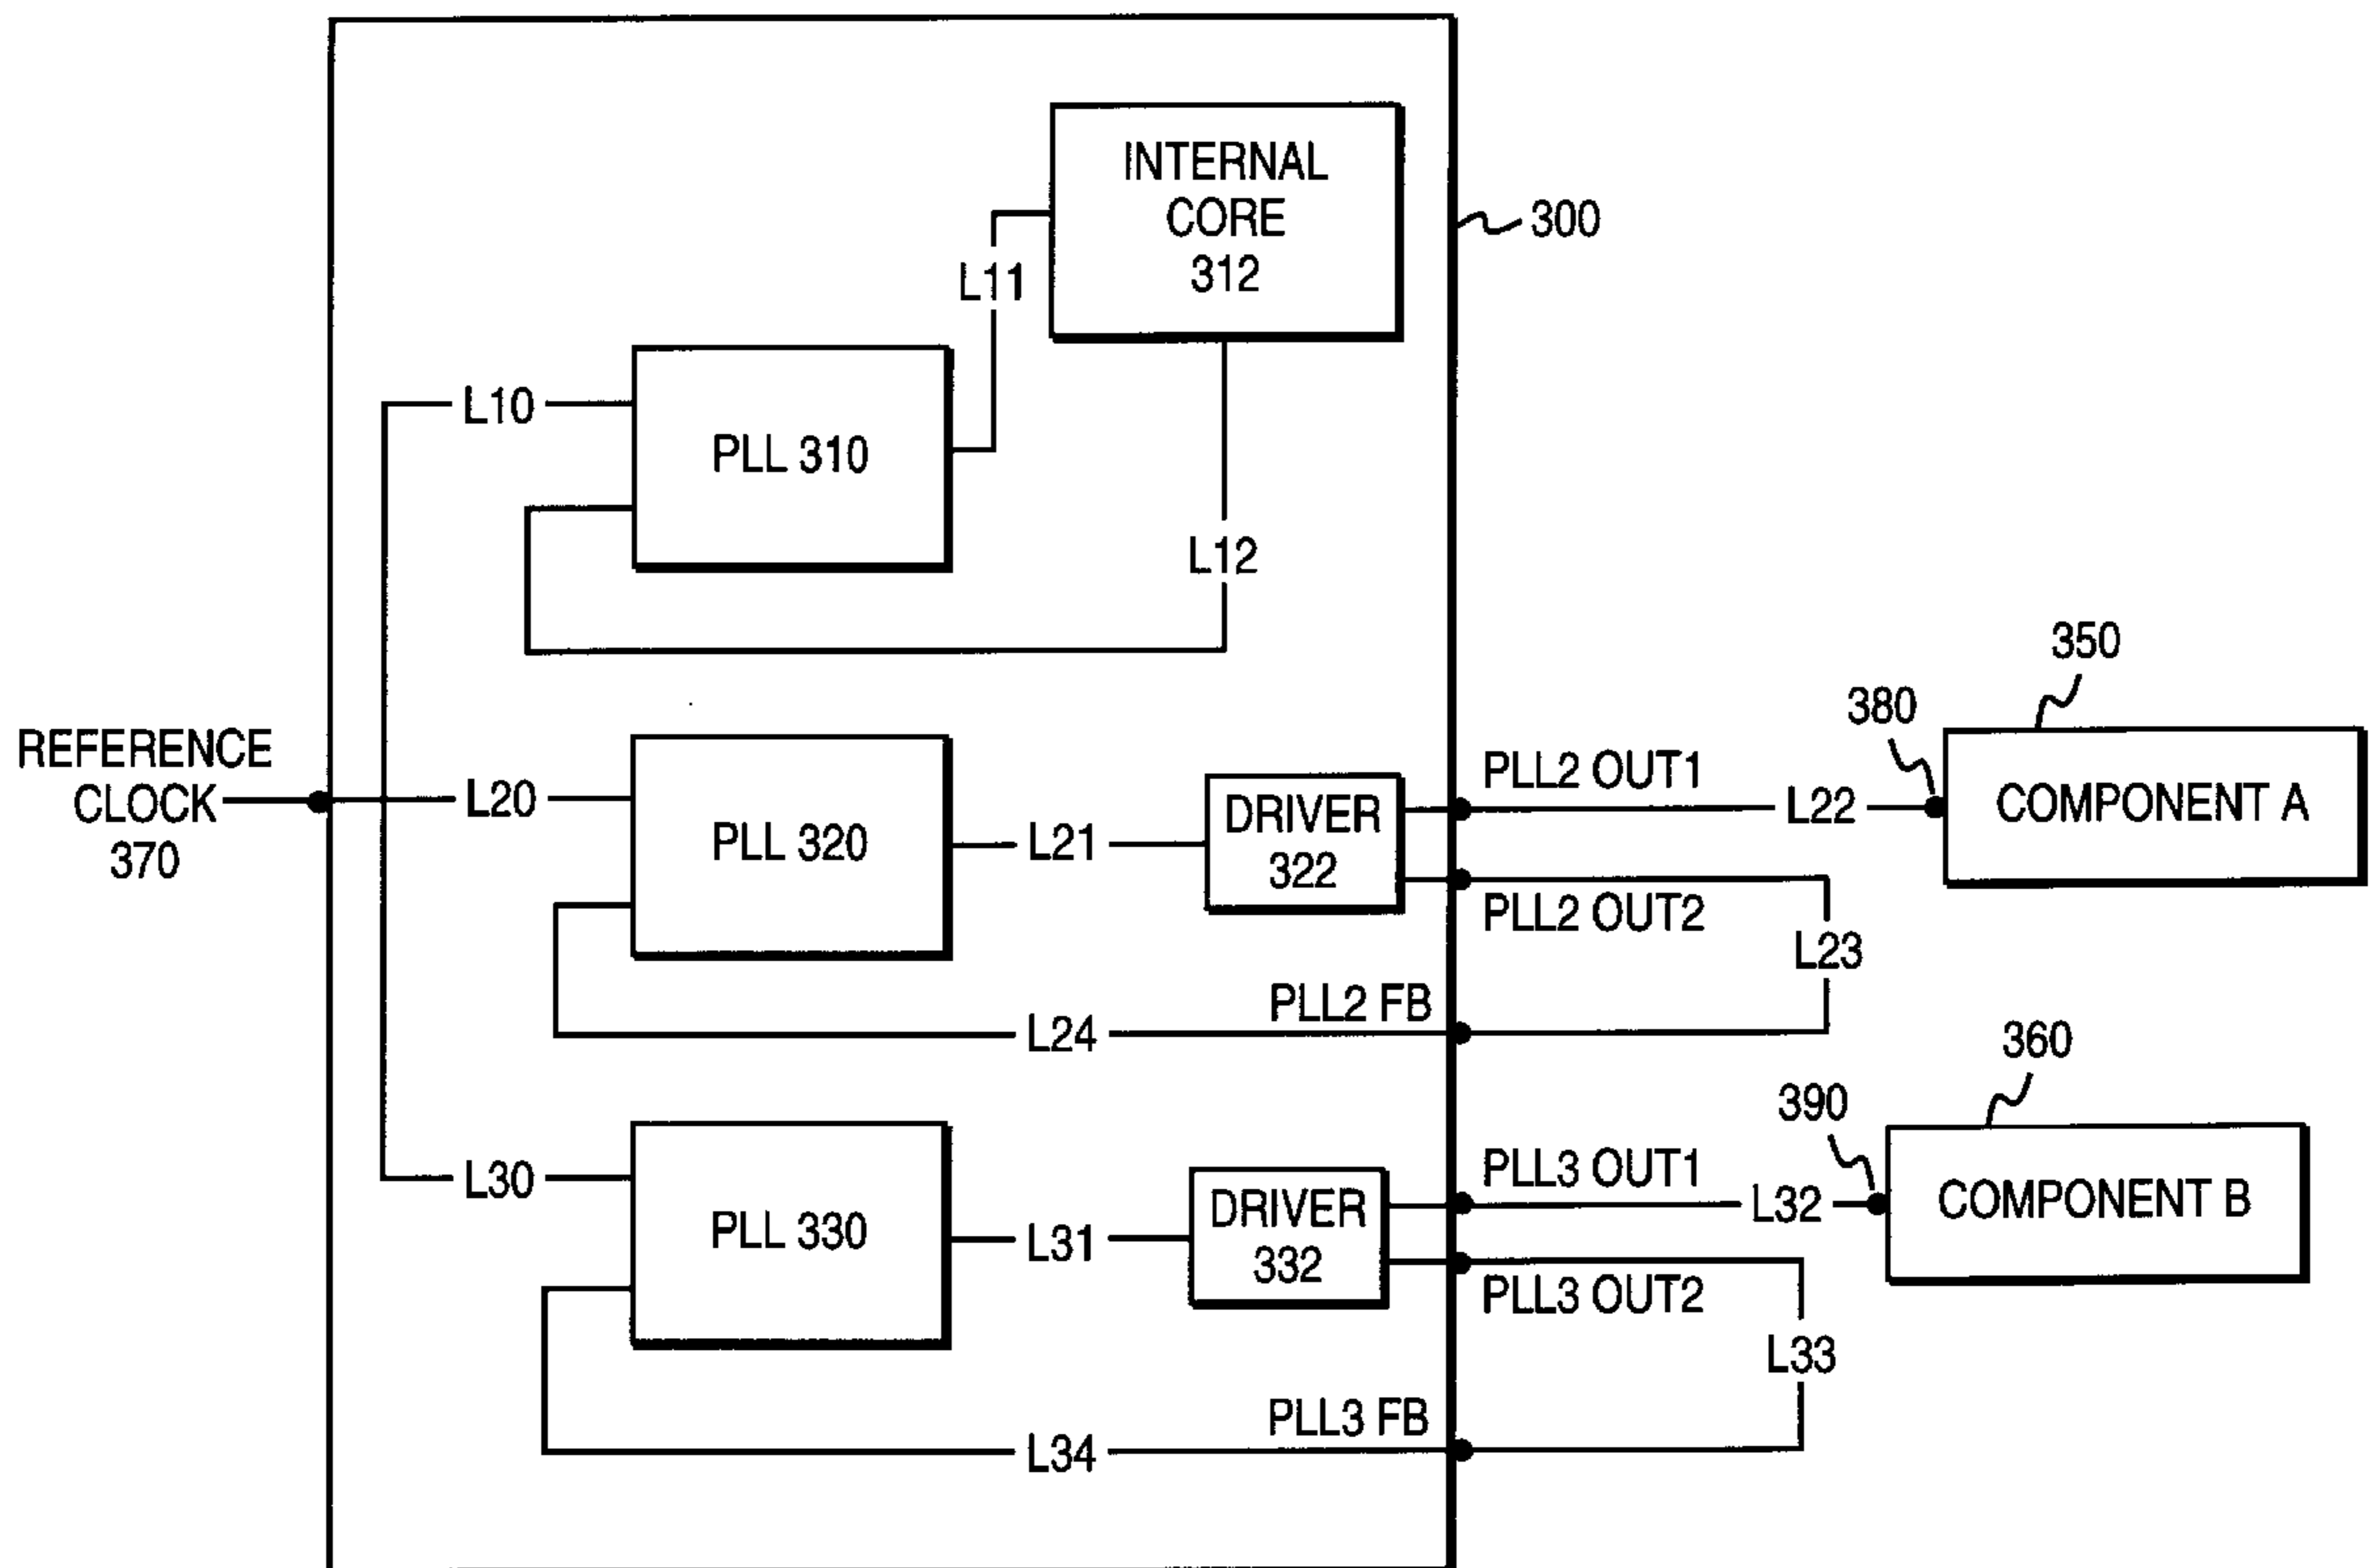 INTERNAL
CORE
312
300
L11
L10
PLL 310
L12
350
380
REFERENCE
CLOCK
370
L20
PLL 320
L21
DRIVER
322
PLL2 OUT1
L22
COMPONENT A
PLL2 OUT2
L23
PLL2 FB
L24
360
390
L30
PLL 330
L31
DRIVER
332
PLL3 OUT1
L32
COMPONENT B
PLL3 OUT2
L33
PLL3 FB
L34